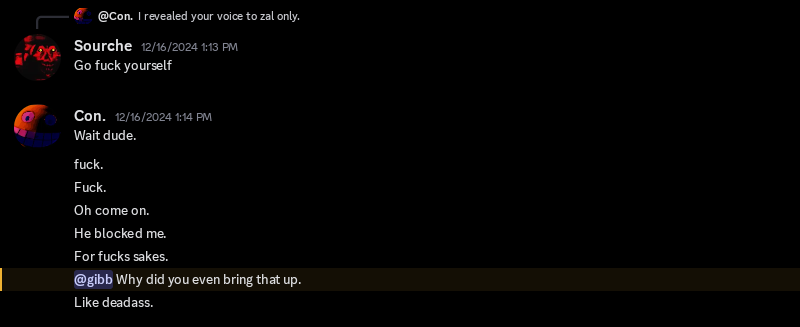 @Con. I revealed your voice to zal only.
Sourche 12/16/2024 1:13 PM
Go fuck yourself
Con. 12/16/2024 1:14 PM
Wait dude.
fuck.
Fuck.
Oh come on.
He blocked me.
For fucks sakes.
@gibb Why did you even bring that up.
Like deadass.